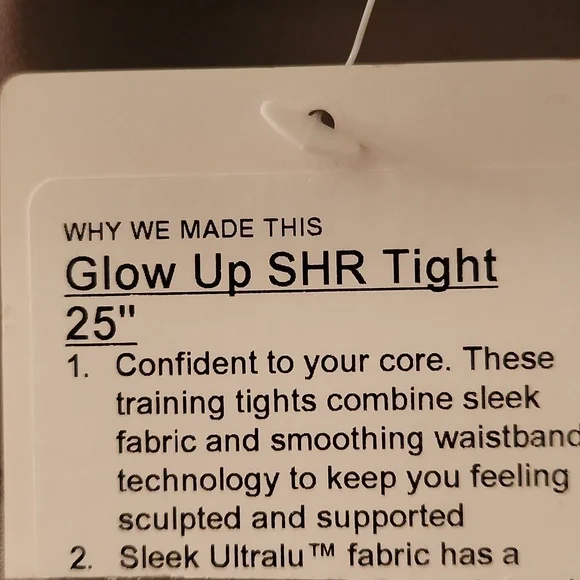 WHY WE MADE THIS
Glow Up SHR Tight
25"
1. Confident to your core. These
training tights combine sleek
fabric and smoothing waistband
technology to keep you feeling
sculpted and supported
2. Sleek Ultralu™ fabric has a